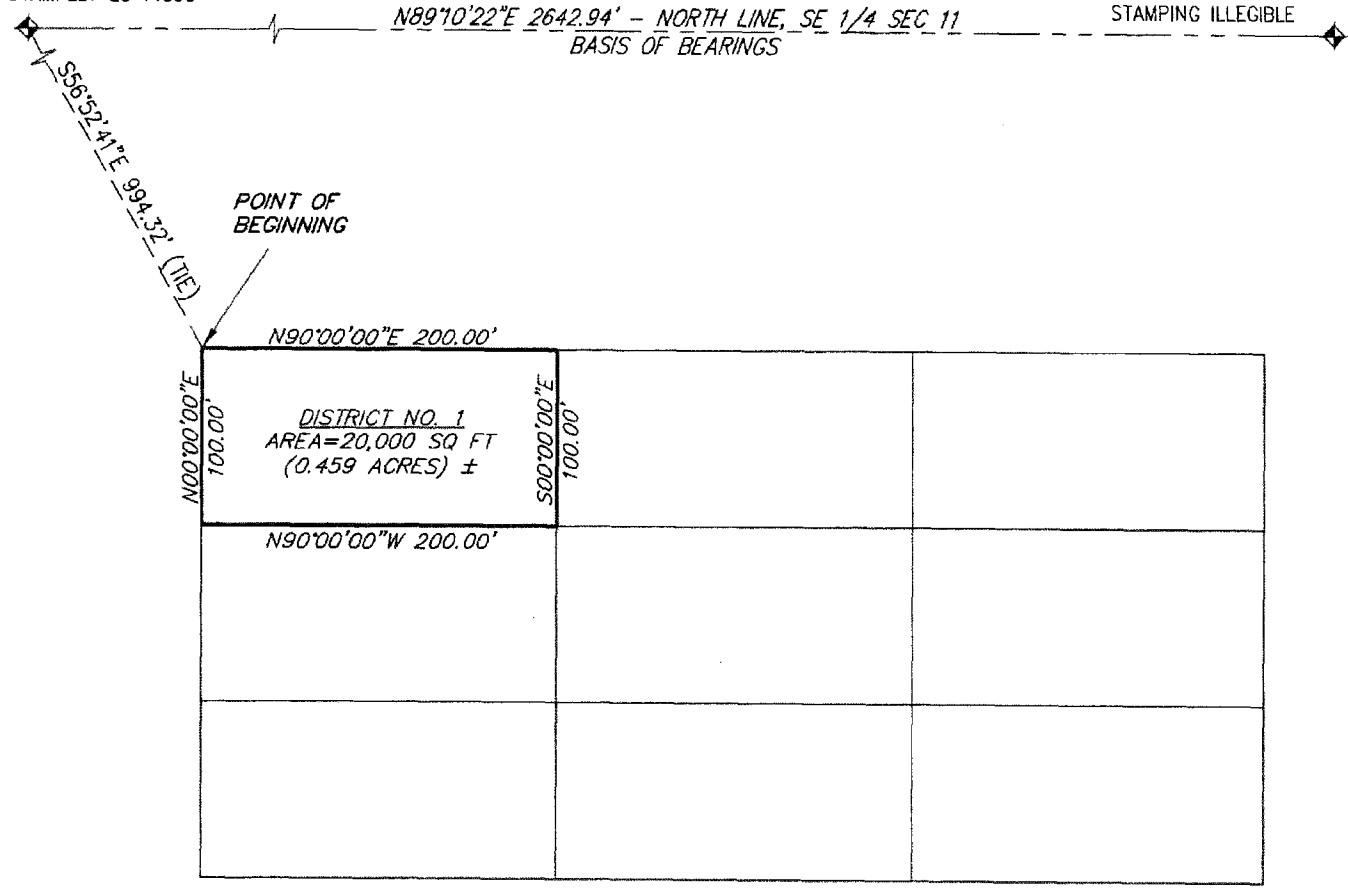 N89°10'22"E 2642.94' - NORTH LINE, SE 1/4 SEC 11
BASIS OF BEARINGS
STAMPING ILLEGIBLE
S56°52'41"E 994.32' (TIE)
POINT OF
BEGINNING
N90°00'00"E 200.00'
N00°00'00"E
100.00'
DISTRICT NO. 1
AREA=20,000 SQ FT
(0.459 ACRES) ±
S00°00'00"E
100.00'
N90°00'00"W 200.00'